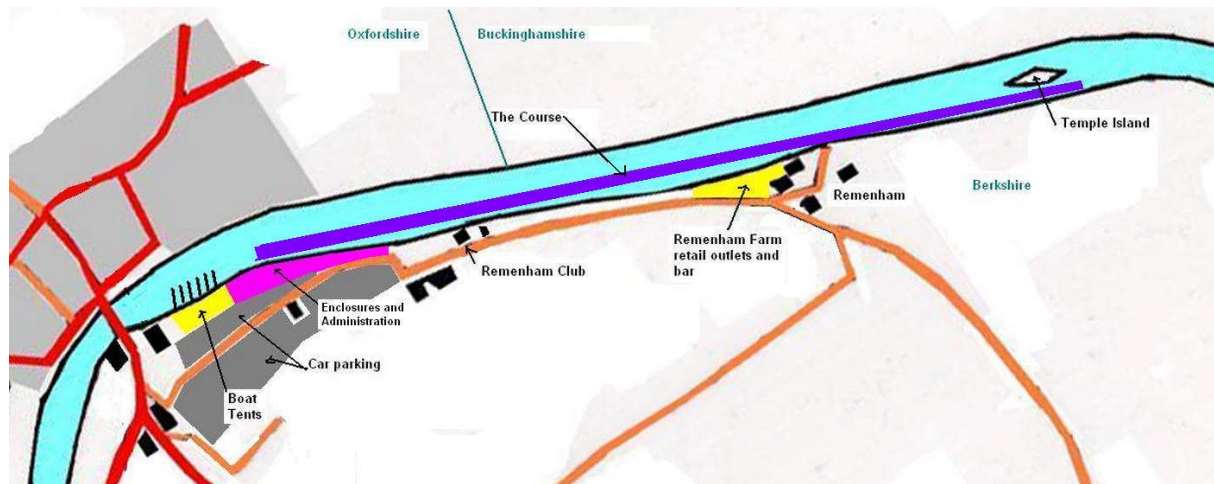 Oxfordshire
Buckinghamshire
The Course
Temple Island
Berkshire
Remenham
Remenham Farm
retail outlets and
bar
Remenham Club
Enclosures and
Administration
Car parking
Boat
Tents